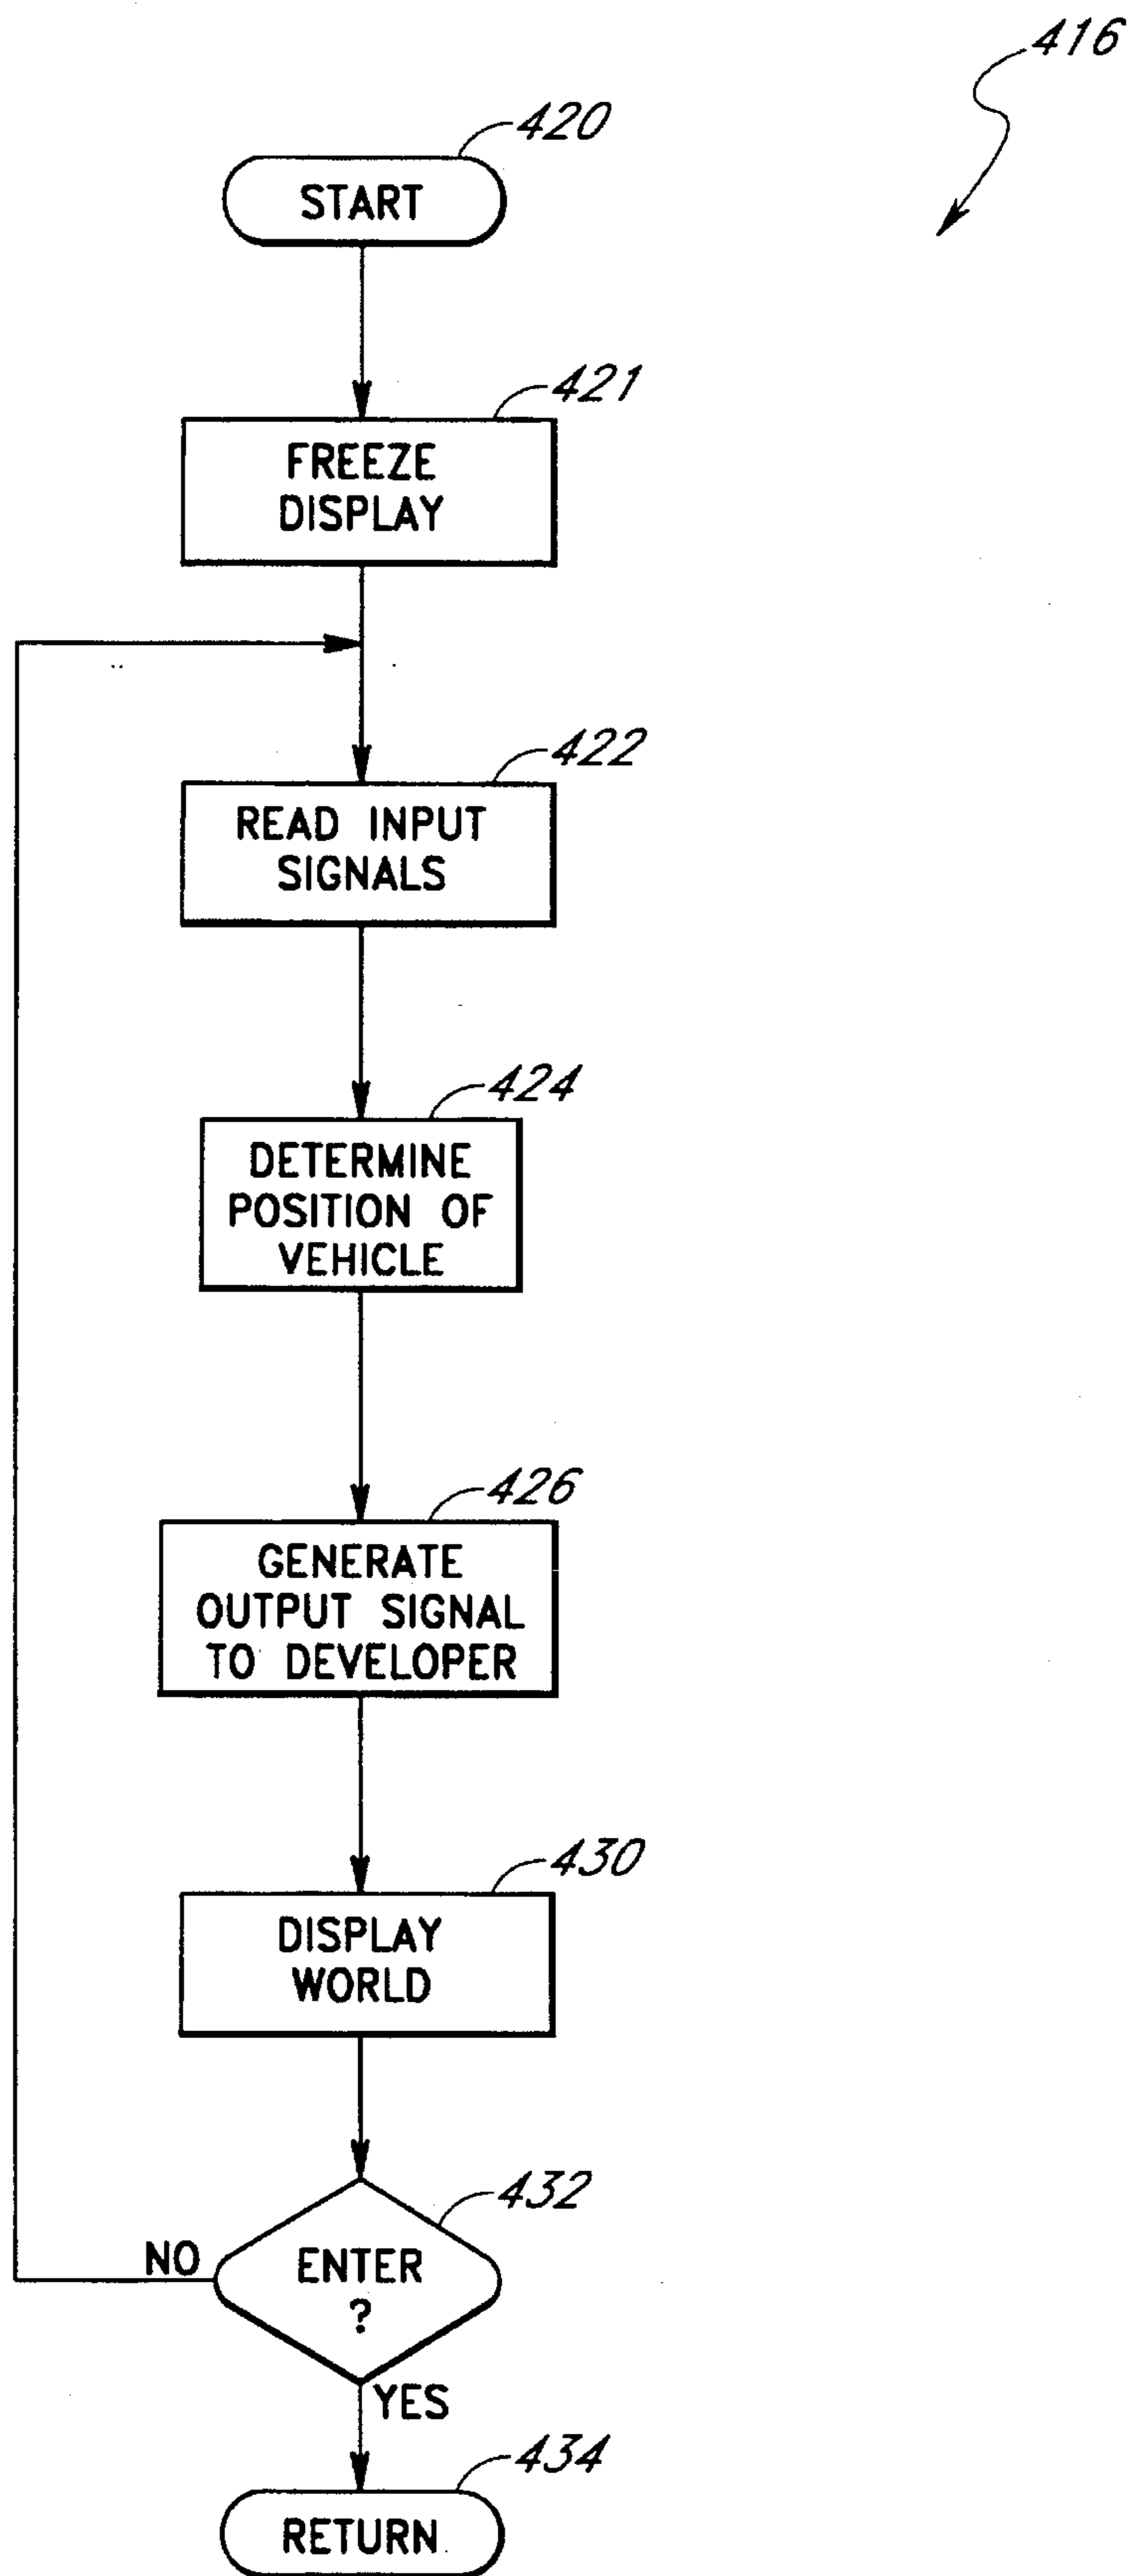 416
420
START
421
FREEZE
DISPLAY
422
READ INPUT
SIGNALS
424
DETERMINE
POSITION OF
VEHICLE
426
GENERATE
OUTPUT SIGNAL
TO DEVELOPER
430
DISPLAY
WORLD
432
NO
ENTER
?
YES
434
RETURN